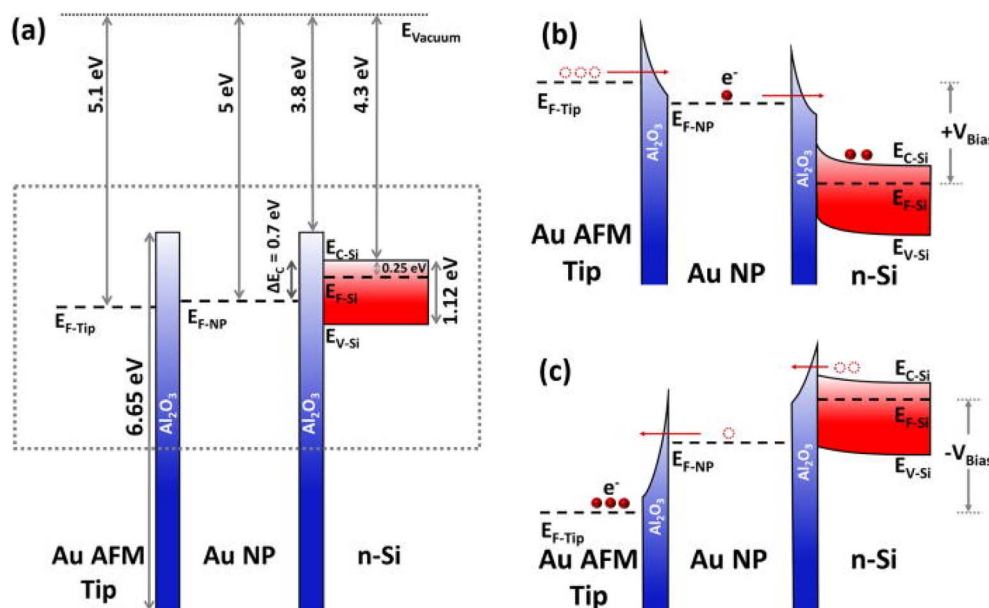 (a)
E_Vacuum
5.1 eV
5 eV
3.8 eV
4.3 eV
ΔE_C = 0.7 eV
E_C-Si
0.25 eV
E_F-Si
1.12 eV
E_F-Tip
E_F-NP
E_V-Si
6.65 eV
Al₂O₃
Al₂O₃
Au AFM
Tip
Au NP
n-Si
(b)
e⁻
E_F-Tip
E_F-NP
Al₂O₃
Al₂O₃
E_C-Si
+V_Bias
E_F-Si
E_V-Si
Au AFM
Tip
Au NP
n-Si
(c)
E_C-Si
E_F-Si
E_F-NP
E_V-Si
-V_Bias
Al₂O₃
Al₂O₃
e⁻
E_F-Tip
Au AFM
Tip
Au NP
n-Si